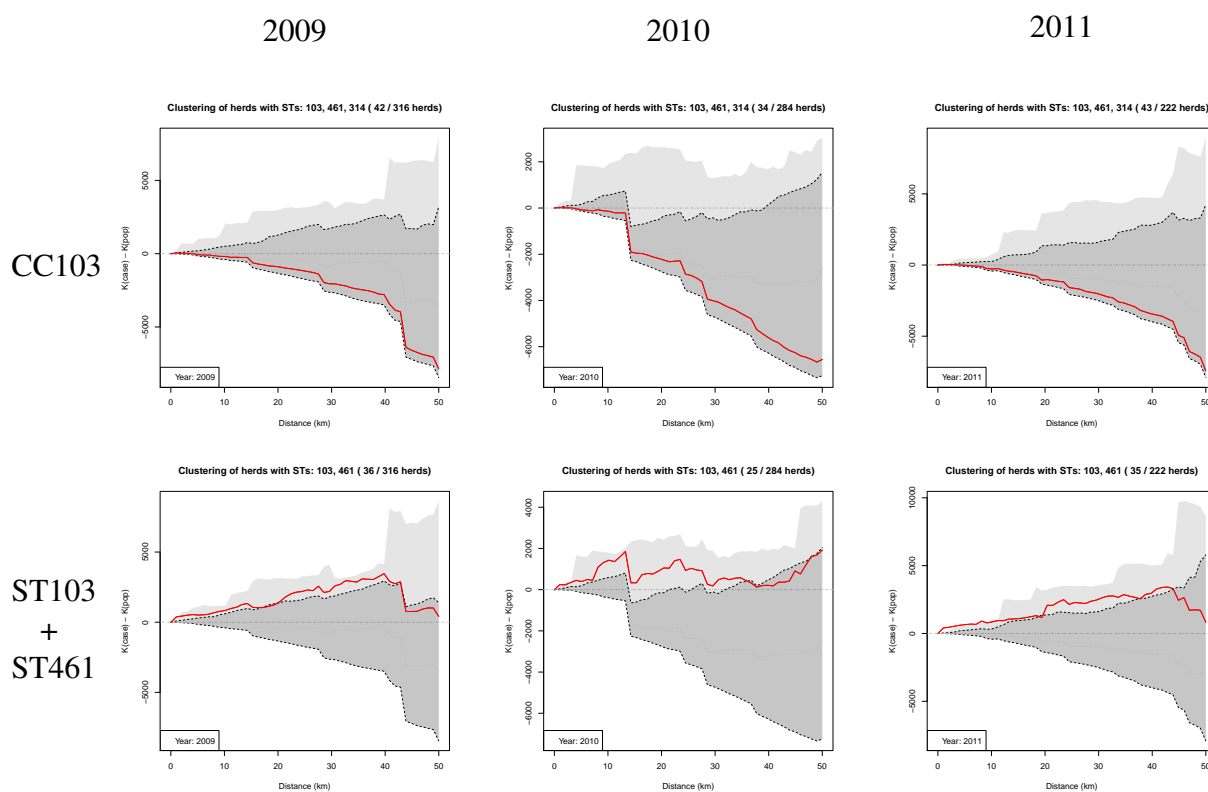 2009
2010
2011
CC103
Clustering of herds with STs: 103, 461, 314 ( 42 / 316 herds)
K(case) − K(pop)
5000
0
−5000
Year: 2009
0 10 20 30 40 50
Distance (km)
Clustering of herds with STs: 103, 461, 314 ( 34 / 284 herds)
K(case) − K(pop)
2000
0
−2000
−4000
−6000
Year: 2010
0 10 20 30 40 50
Distance (km)
Clustering of herds with STs: 103, 461, 314 ( 43 / 222 herds)
K(case) − K(pop)
5000
0
−5000
Year: 2011
0 10 20 30 40 50
Distance (km)
ST103
+
ST461
Clustering of herds with STs: 103, 461 ( 36 / 316 herds)
K(case) − K(pop)
5000
0
−5000
Year: 2009
0 10 20 30 40 50
Distance (km)
Clustering of herds with STs: 103, 461 ( 25 / 284 herds)
K(case) − K(pop)
4000
2000
0
−2000
−4000
−6000
Year: 2010
0 10 20 30 40 50
Distance (km)
Clustering of herds with STs: 103, 461 ( 35 / 222 herds)
K(case) − K(pop)
10000
5000
0
−5000
Year: 2011
0 10 20 30 40 50
Distance (km)